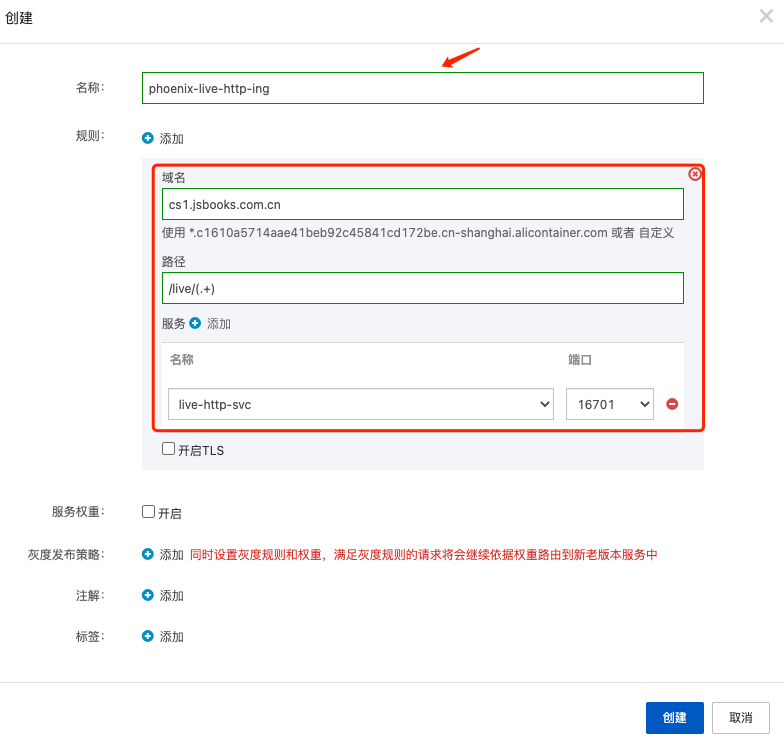 创建
名称：
phoenix-live-http-ing
规则：
添加
域名
cs1.jsbooks.com.cn
使用 *.c1610a5714aae41beb92c45841cd172be.cn-shanghai.alicontainer.com 或者 自定义
路径
/live/(.+)
服务 添加
名称 端口
live-http-svc 16701
开启TLS
服务权重： 开启
灰度发布策略： 添加 同时设置灰度规则和权重，满足灰度规则的请求将会继续依据权重路由到新老版本服务中
注解： 添加
标签： 添加
创建 取消